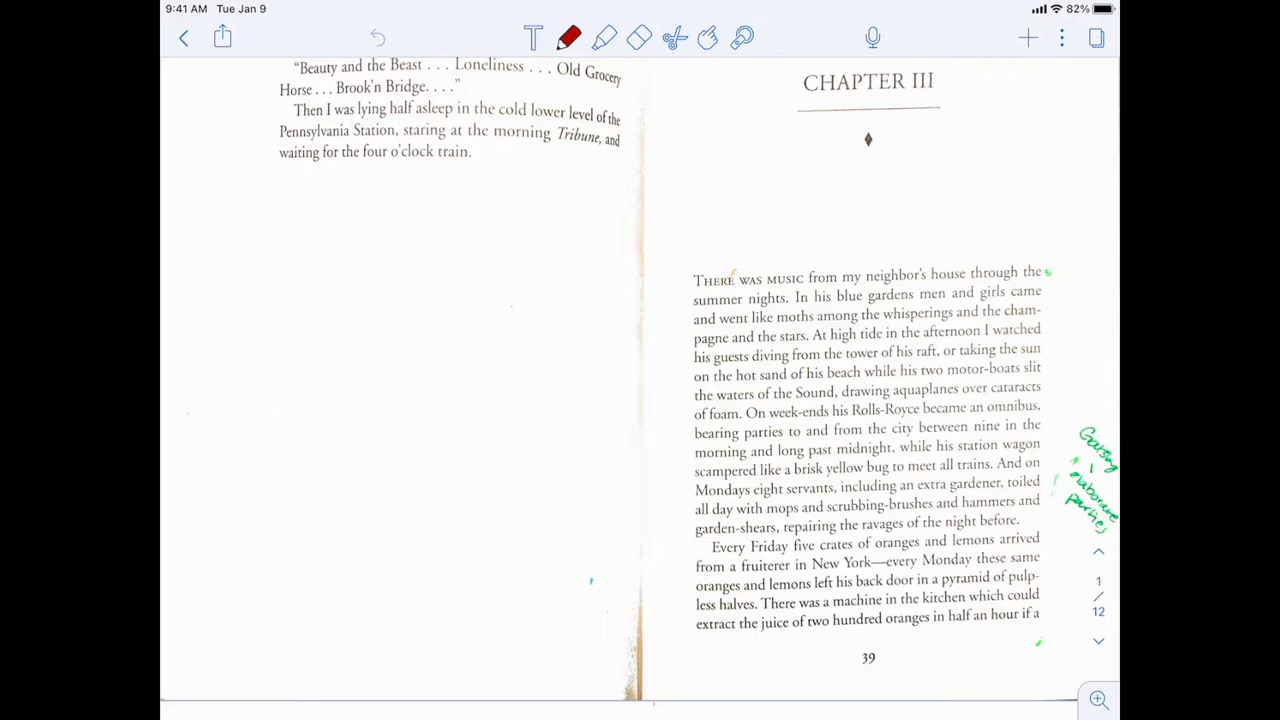 9:41 AM Tue Jan 9
82%
"Beauty and the Beast . . . Loneliness . . . Old Grocery
Horse . . . Brook'n Bridge. . . ."
Then I was lying half asleep in the cold lower level of the
Pennsylvania Station, staring at the morning Tribune, and
waiting for the four o'clock train.
CHAPTER III
THERE WAS MUSIC from my neighbor's house through the
summer nights. In his blue gardens men and girls came
and went like moths among the whisperings and the cham-
pagne and the stars. At high tide in the afternoon I watched
his guests diving from the tower of his raft, or taking the sun
on the hot sand of his beach while his two motor-boats slit
the waters of the Sound, drawing aquaplanes over cataracts
of foam. On week-ends his Rolls-Royce became an omnibus,
bearing parties to and from the city between nine in the
morning and long past midnight, while his station wagon
scampered like a brisk yellow bug to meet all trains. And on
Mondays eight servants, including an extra gardener, toiled
all day with mops and scrubbing-brushes and hammers and
garden-shears, repairing the ravages of the night before.
Every Friday five crates of oranges and lemons arrived
from a fruiterer in New York—every Monday these same
oranges and lemons left his back door in a pyramid of pulp-
less halves. There was a machine in the kitchen which could
extract the juice of two hundred oranges in half an hour if a
39
elaborate
parties
1
/
12